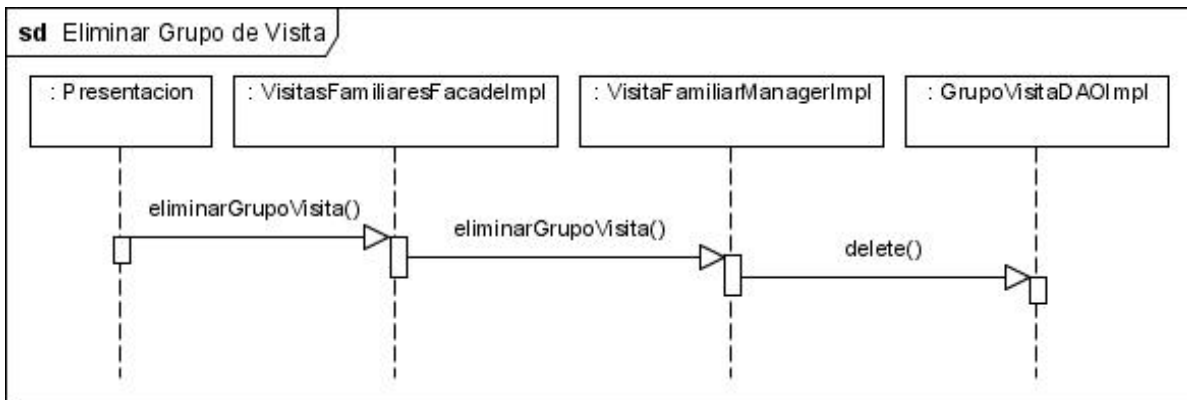 sd Eliminar Grupo de Visita
: Presentacion
: VisitasFamiliaresFacadeImpl
: VisitaFamiliarManagerImpl
: GrupoVisitaDAOImpl
eliminarGrupoVisita()
eliminarGrupoVisita()
delete()